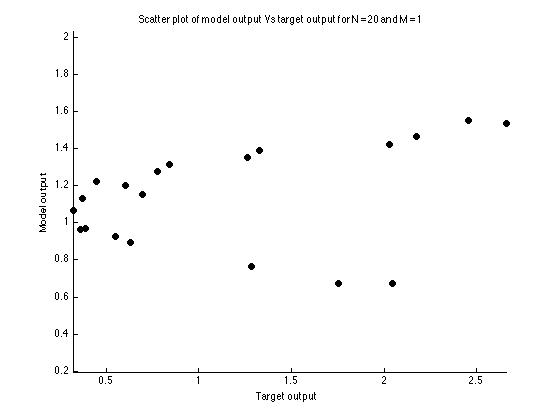 Scatter plot of model output Vs target output for N = 20 and M = 1
2
1.8
1.6
1.4
1.2
1
0.8
0.6
0.4
0.2
Model output
0.5 1 1.5 2 2.5
Target output